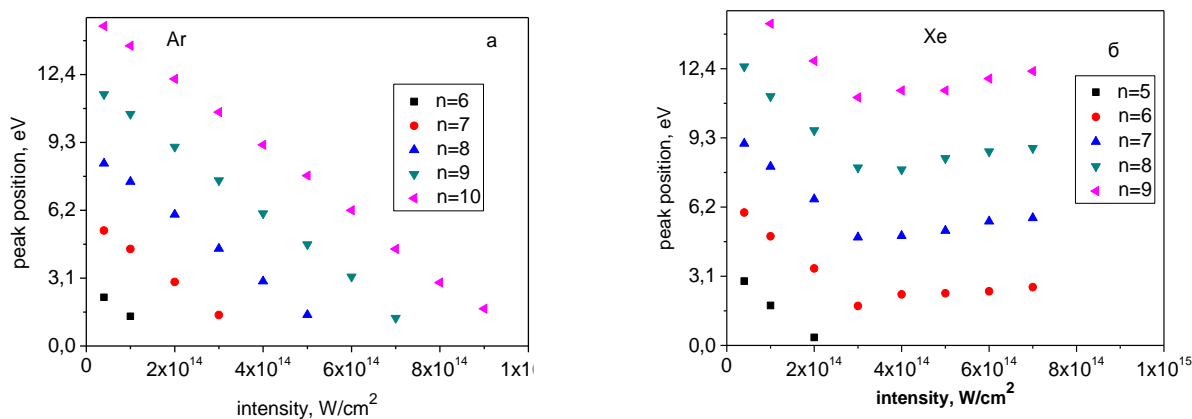 Ar
а
12,4
9,3
6,2
3,1
0,0
peak position, eV
n=6
n=7
n=8
n=9
n=10
0
2x10^14
4x10^14
6x10^14
8x10^14
1x10
intensity, W/cm^2
Xe
б
12,4
9,3
6,2
3,1
0,0
peak position, eV
n=5
n=6
n=7
n=8
n=9
0
2x10^14
4x10^14
6x10^14
8x10^14
1x10^15
intensity, W/cm^2